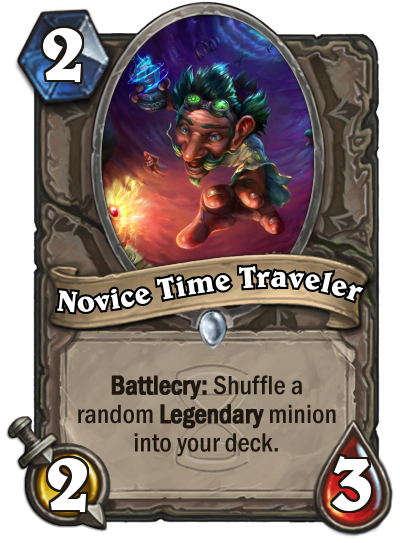 2
Novice Time Traveler
Battlecry: Shuffle a
random Legendary minion
into your deck.
2
3